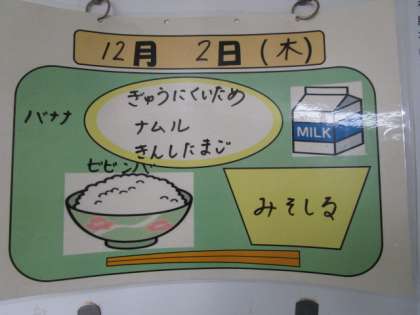 12月 2日(木)
バナナ
ぎゅうにくいため
ナムル
きんしたまご
MILK
ビビンバ
みそしる